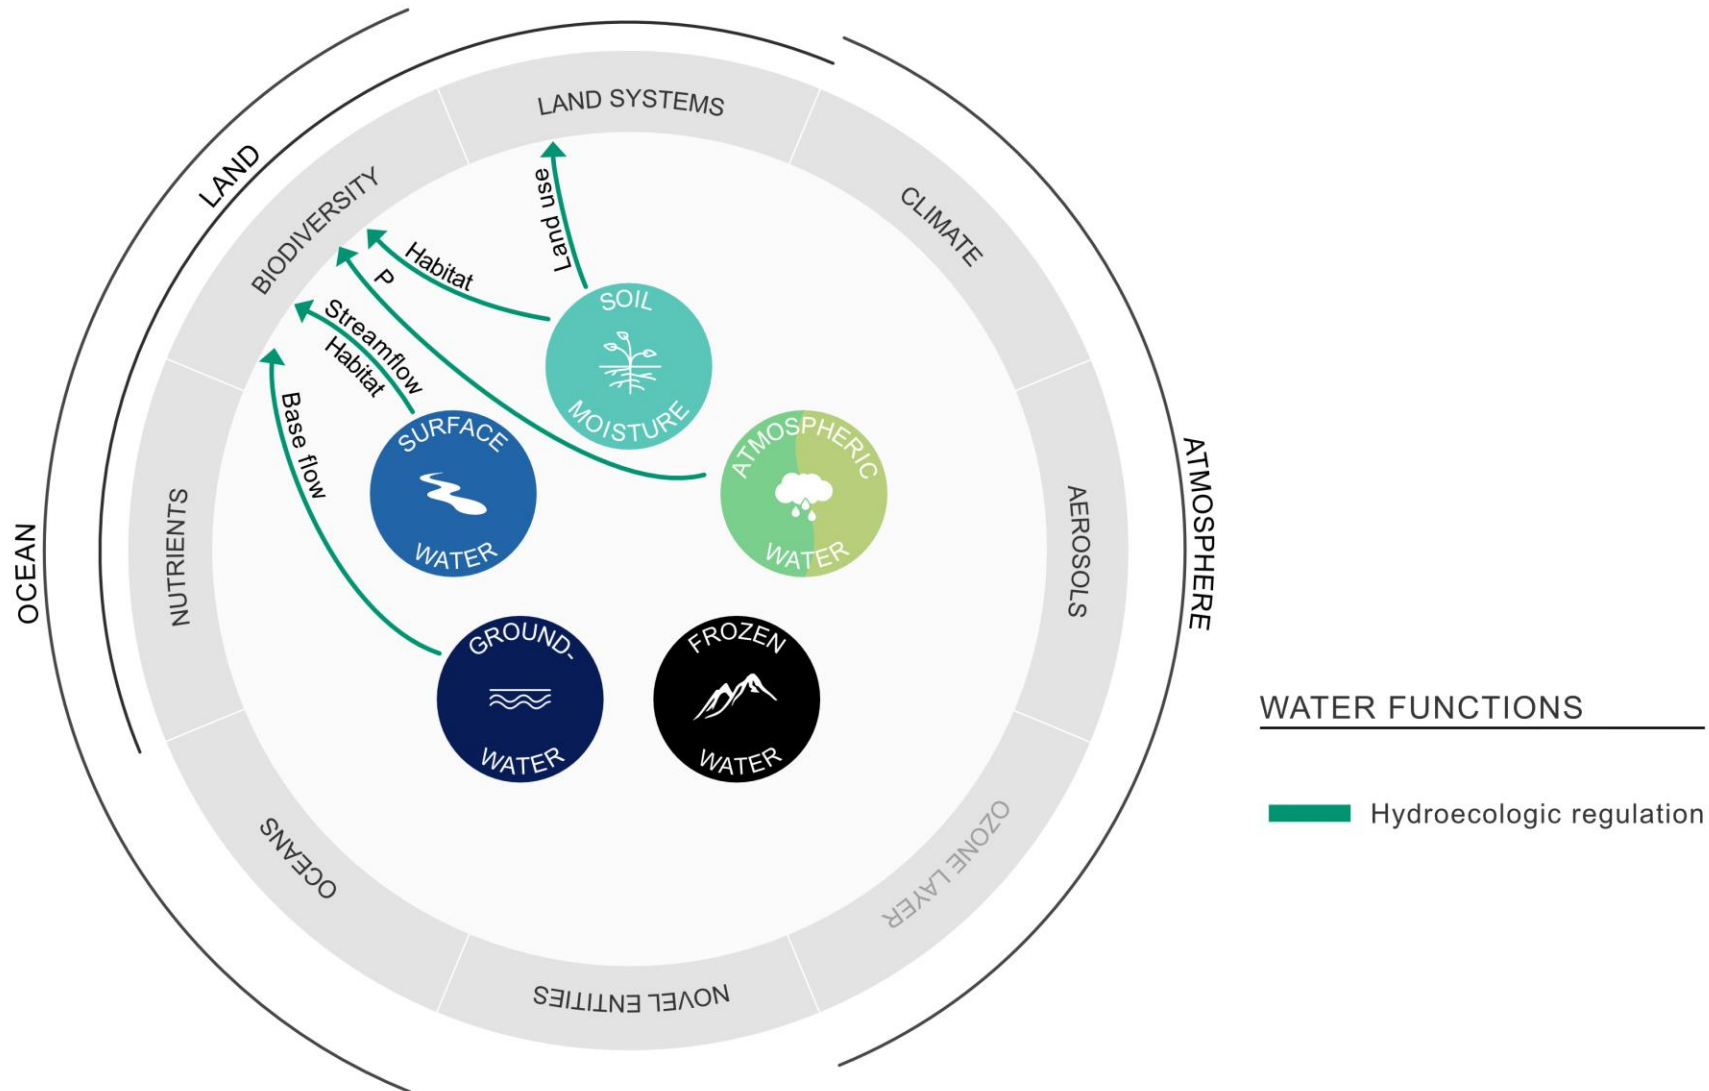 LAND SYSTEMS
LAND
BIODIVERSITY
CLIMATE
Land use
Habitat
P
Streamflow
Habitat
Base flow
SOIL
MOISTURE
SURFACE
WATER
ATMOSPHERIC
WATER
GROUND-
WATER
FROZEN
WATER
NUTRIENTS
AEROSOLS
OCEAN
ATMOSPHERE
OCEANS
OZONE LAYER
NOVEL ENTITIES
WATER FUNCTIONS
Hydroecologic regulation